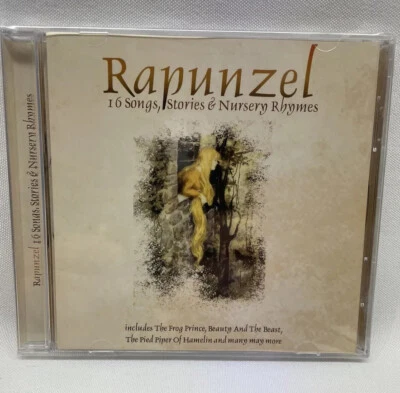 Rapunzel
16 Songs, Stories & Nursery Rhymes
includes The Frog Prince, Beauty And The Beast,
The Pied Piper Of Hamelin and many may more
Rapunzel 16 Songs, Stories & Nursery Rhymes